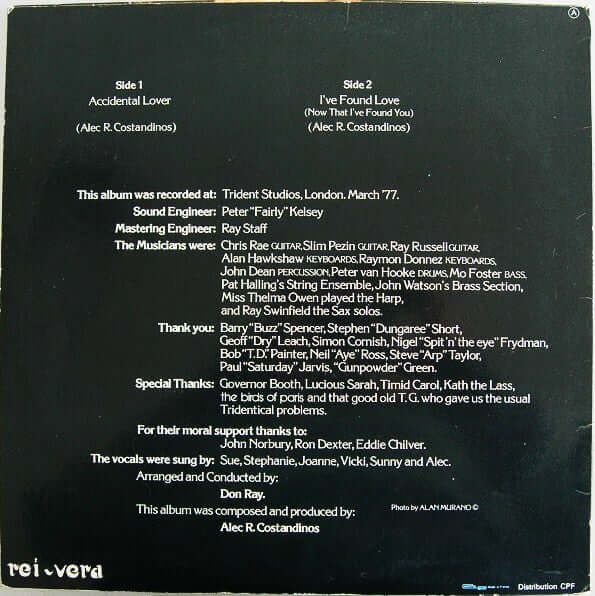 A
Side 1
Accidental Lover
(Alec R. Costandinos)
Side 2
I've Found Love
(Now That I've Found You)
(Alec R. Costandinos)
This album was recorded at: Trident Studios, London. March '77.
Sound Engineer: Peter "Fairly" Kelsey
Mastering Engineer: Ray Staff
The Musicians were: Chris Rae GUITAR, Slim Pezin GUITAR, Ray Russell GUITAR,
Alan Hawkshaw KEYBOARDS, Raymon Donnez KEYBOARDS,
John Dean PERCUSSION, Peter van Hooke DRUMS, Mo Foster BASS,
Pat Halling's String Ensemble, John Watson's Brass Section,
Miss Thelma Owen played the Harp,
and Ray Swinfield the Sax solos.
Thank you: Barry "Buzz" Spencer, Stephen "Dungaree" Short,
Geoff "Dry" Leach, Simon Cornish, Nigel "Spit 'n' the eye" Frydman,
Bob "T.D." Painter, Neil "Aye" Ross, Steve "Arp" Taylor,
Paul "Saturday" Jarvis, "Gunpowder" Green.
Special Thanks: Governor Booth, Lucious Sarah, Timid Carol, Kath the Lass,
the birds of paris and that good old T.G. who gave us the usual
Tridentical problems.
For their moral support thanks to:
John Norbury, Ron Dexter, Eddie Chilver.
The vocals were sung by: Sue, Stephanie, Joanne, Vicki, Sunny and Alec.
Arranged and Conducted by:
Don Ray.
This album was composed and produced by:
Alec R. Costandinos
Photo by ALAN MURANO ©
rei-vera
Distribution CPF